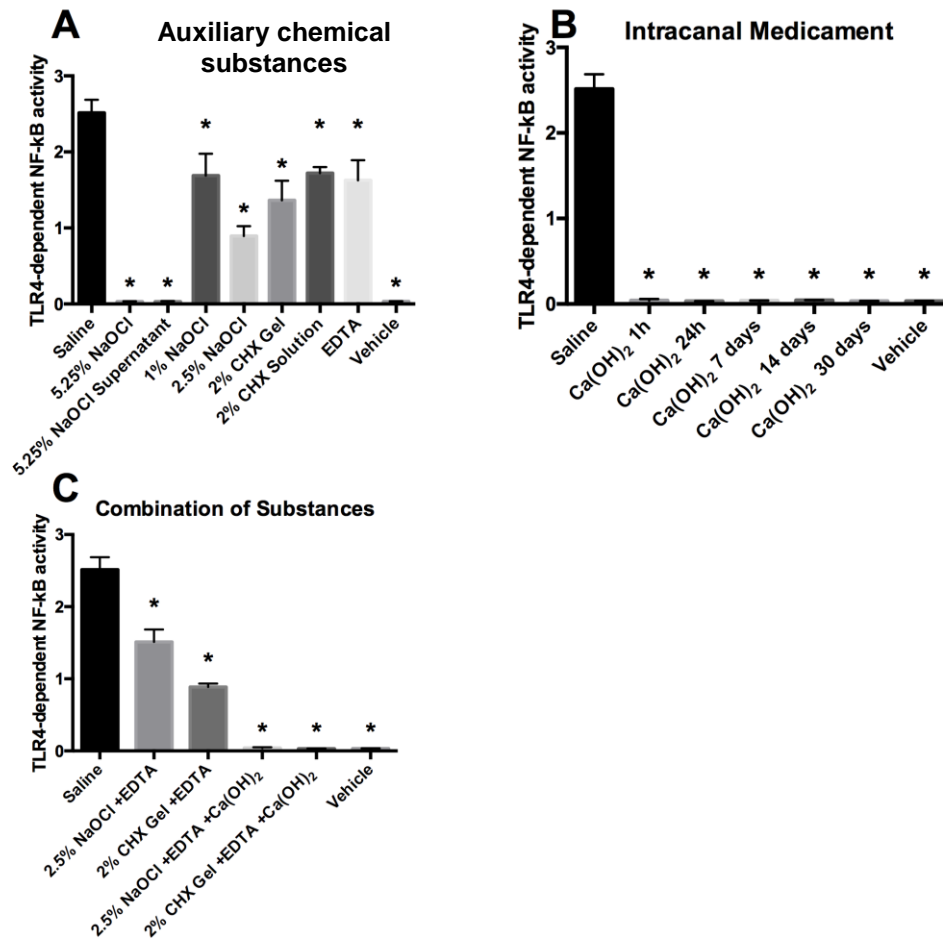 A
Auxiliary chemical
substances
TLR4-dependent NF-kB activity
3
2
1
0
* * * * * * * *
Saline
5.25% NaOCl
5.25% NaOCl Supernatant
1% NaOCl
2.5% NaOCl
2% CHX Gel
2% CHX Solution
EDTA
Vehicle
B
Intracanal Medicament
TLR4-dependent NF-kB activity
3
2
1
0
* * * * * *
Saline
Ca(OH)2 1h
Ca(OH)2 24h
Ca(OH)2 7 days
Ca(OH)2 14 days
Ca(OH)2 30 days
Vehicle
C
Combination of Substances
TLR4-dependent NF-kB activity
3
2
1
0
* * * * *
Saline
2.5% NaOCl +EDTA
2% CHX Gel +EDTA
2.5% NaOCl +EDTA +Ca(OH)2
2% CHX Gel +EDTA +Ca(OH)2
Vehicle